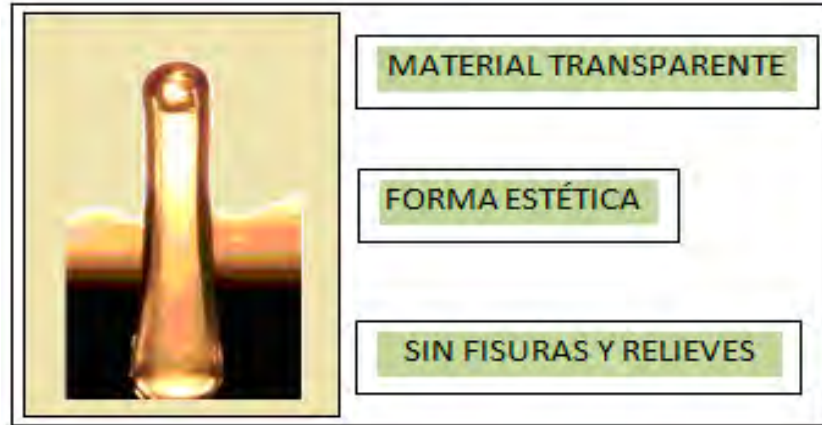 MATERIAL TRANSPARENTE
FORMA ESTÉTICA
SIN FISURAS Y RELIEVES